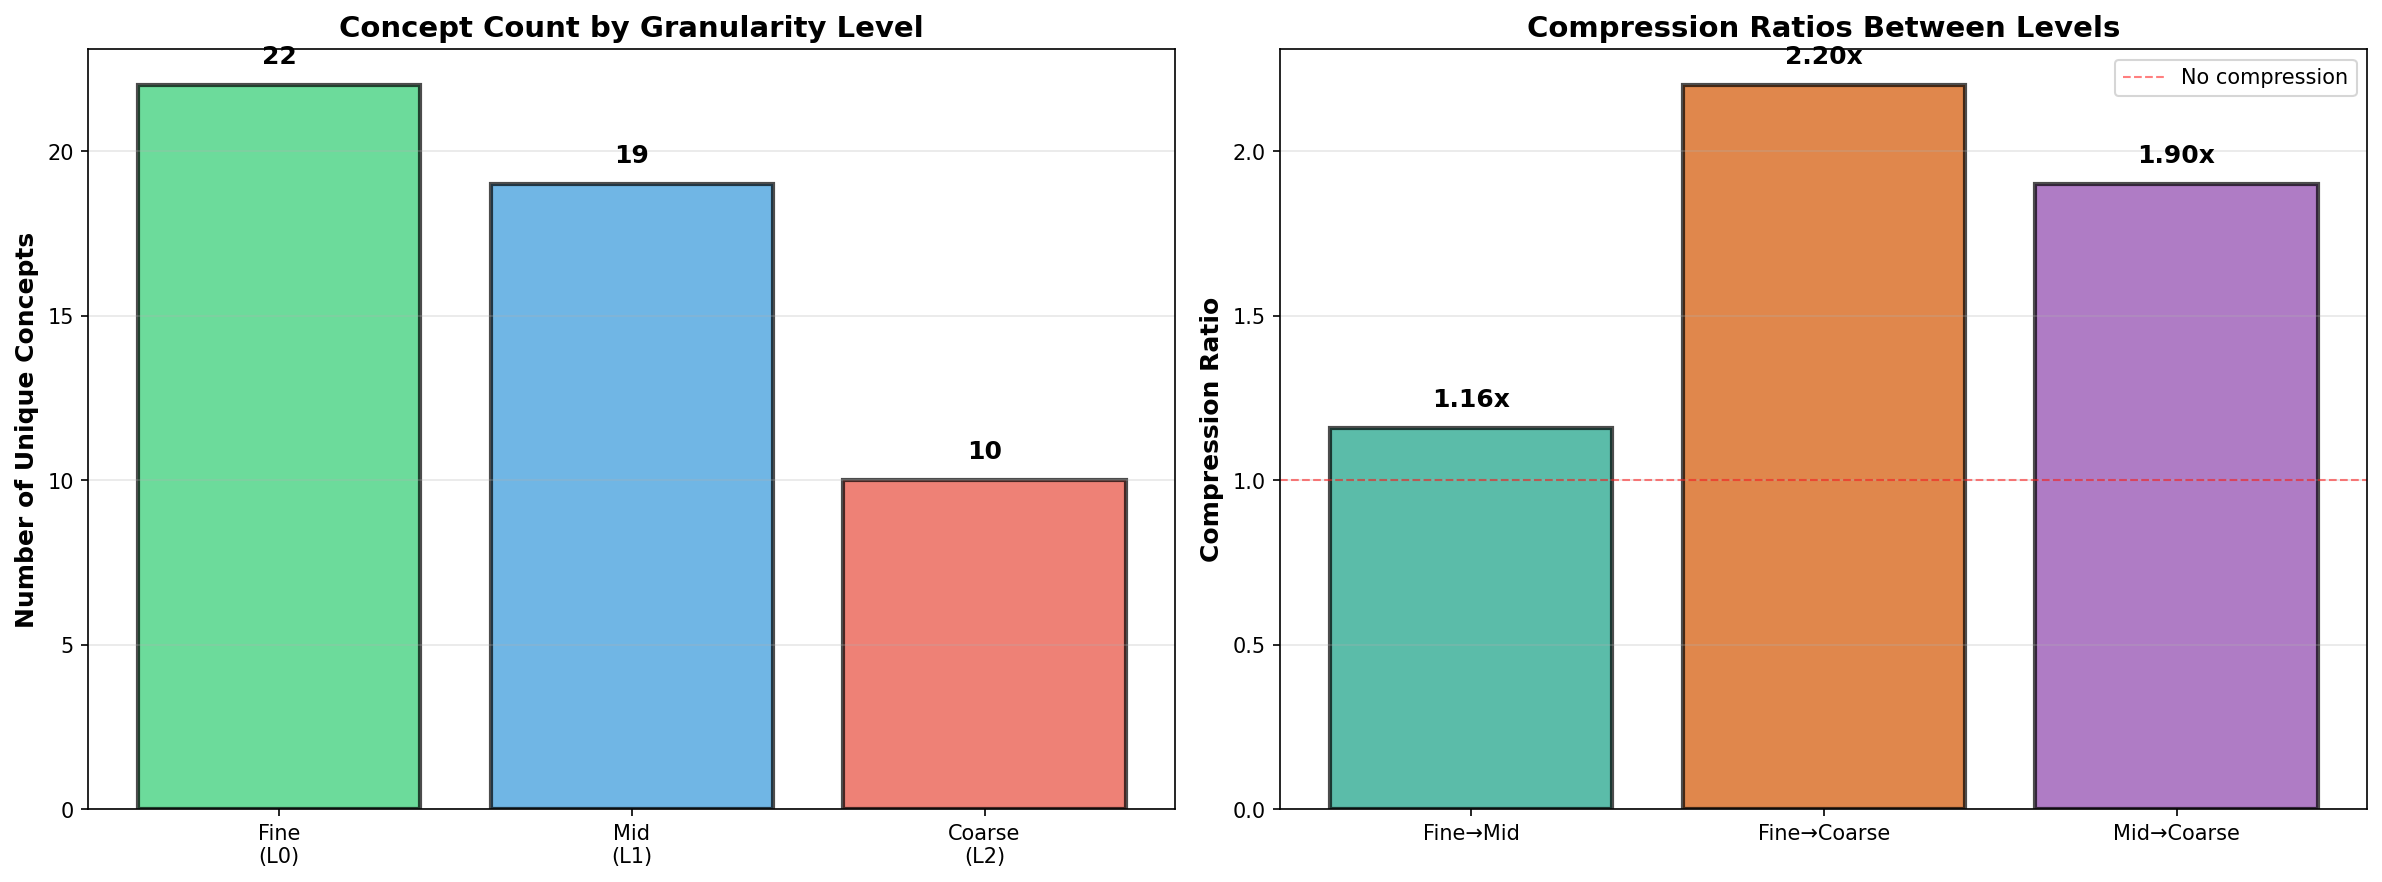 Concept Count by Granularity Level
Number of Unique Concepts
20
15
10
5
0
22
19
10
Fine
(L0)
Mid
(L1)
Coarse
(L2)
Compression Ratios Between Levels
Compression Ratio
2.0
1.5
1.0
0.5
0.0
2.20x
No compression
1.90x
1.16x
Fine→Mid
Fine→Coarse
Mid→Coarse